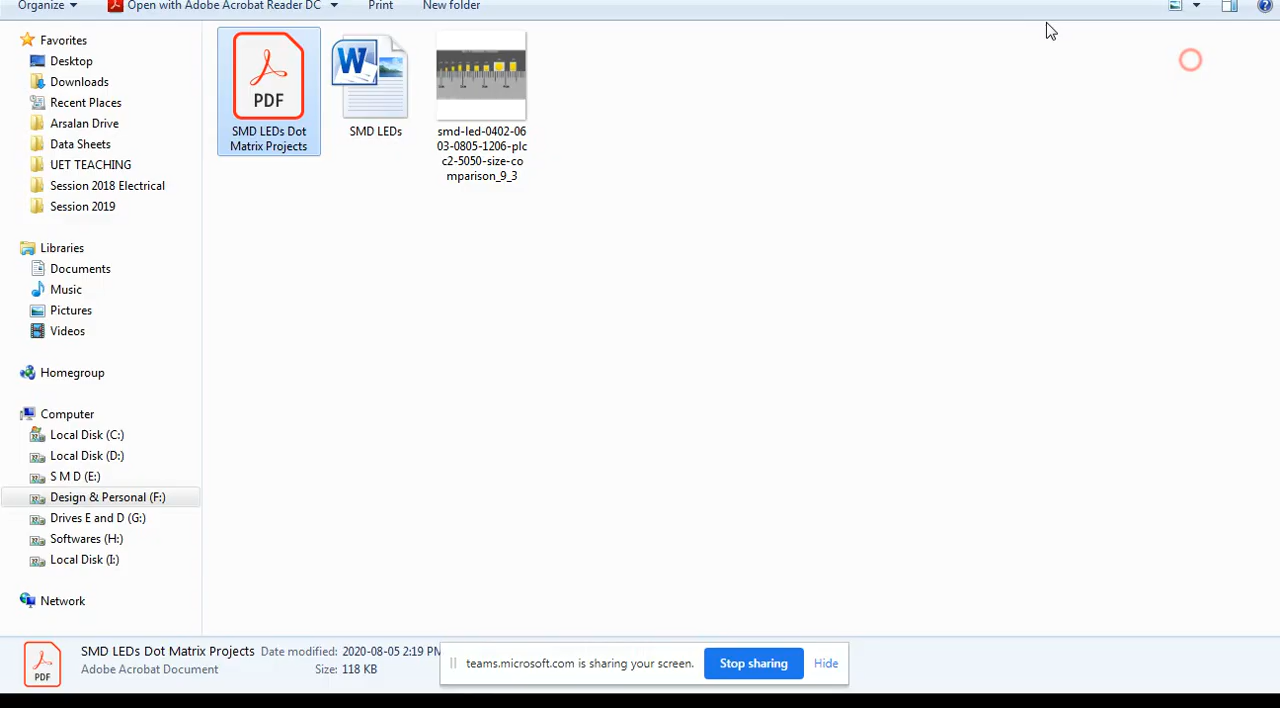 Organize
Open with Adobe Acrobat Reader DC
Print
New folder
Favorites
Desktop
Downloads
Recent Places
Arsalan Drive
Data Sheets
UET TEACHING
Session 2018 Electrical
Session 2019
Libraries
Documents
Music
Pictures
Videos
Homegroup
Computer
Local Disk (C:)
Local Disk (D:)
S M D (E:)
Design & Personal (F:)
Drives E and D (G:)
Softwares (H:)
Local Disk (I:)
Network
PDF
SMD LEDs Dot
Matrix Projects
W
SMD LEDs
smd-led-0402-06
03-0805-1206-plc
c2-5050-size-co
mparison_9_3
PDF
SMD LEDs Dot Matrix Projects
Date modified: 2020-08-05 2:19 PM
Adobe Acrobat Document
Size: 118 KB
teams.microsoft.com is sharing your screen.
Stop sharing
Hide